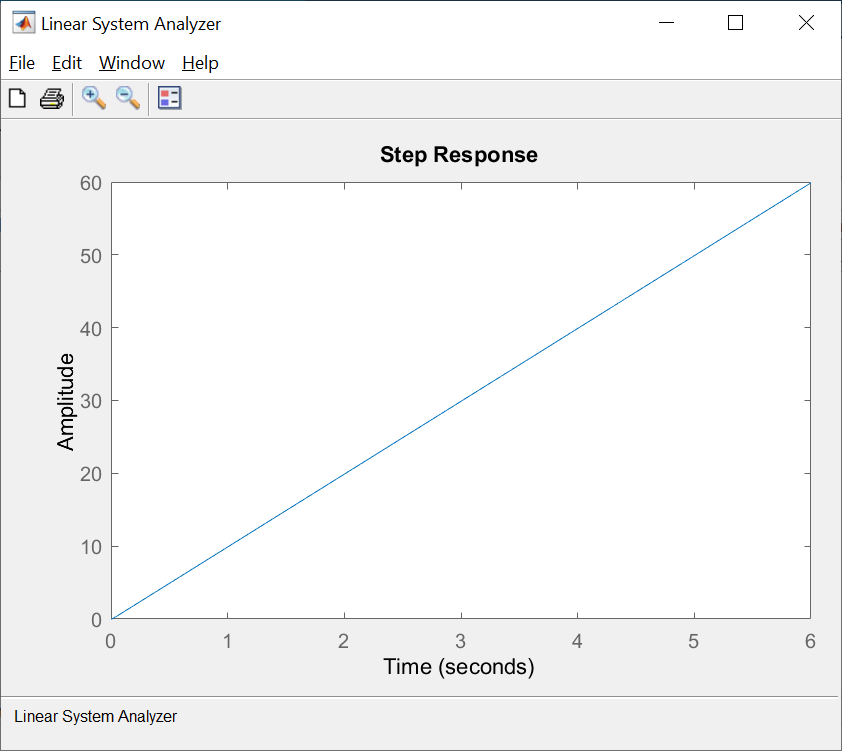 Linear System Analyzer
File Edit Window Help
Step Response
60
50
40
30
20
10
0
Amplitude
0 1 2 3 4 5 6
Time (seconds)
Linear System Analyzer